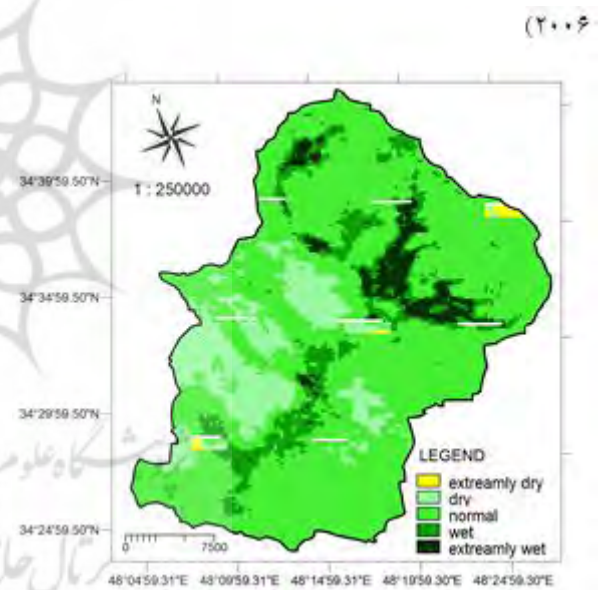 ۲۰۰۶)
N
1 : 250000
34°39'59.50"N
34°34'59.50"N
34°29'59.50"N
34°24'59.50"N
LEGEND
extreamly dry
dry
normal
wet
extreamly wet
0 7500
48°04'59.31"E 48°09'59.31"E 48°14'59.31"E 48°19'59.30"E 48°24'59.30"E